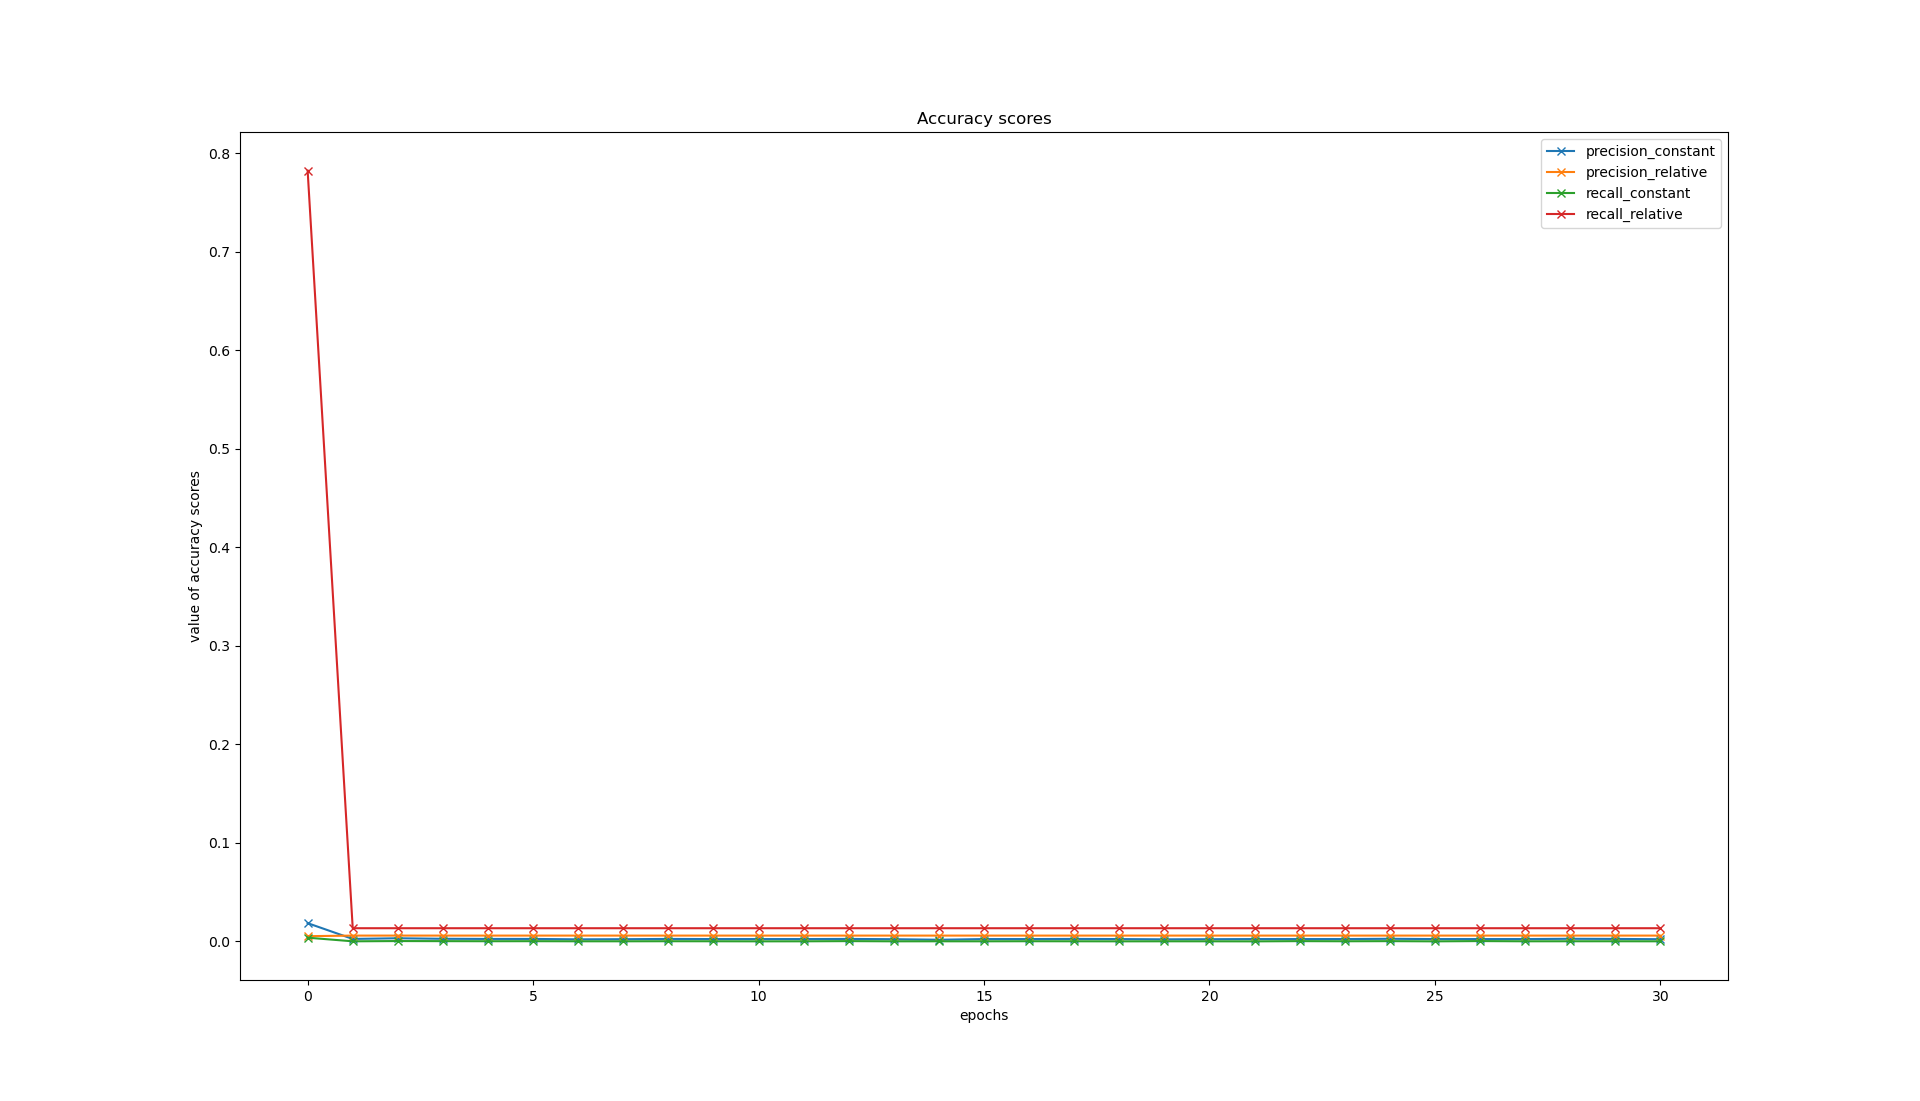 Accuracy scores
precision_constant
precision_relative
recall_constant
recall_relative
value of accuracy scores
0.8
0.7
0.6
0.5
0.4
0.3
0.2
0.1
0.0
0 5 10 15 20 25 30
epochs